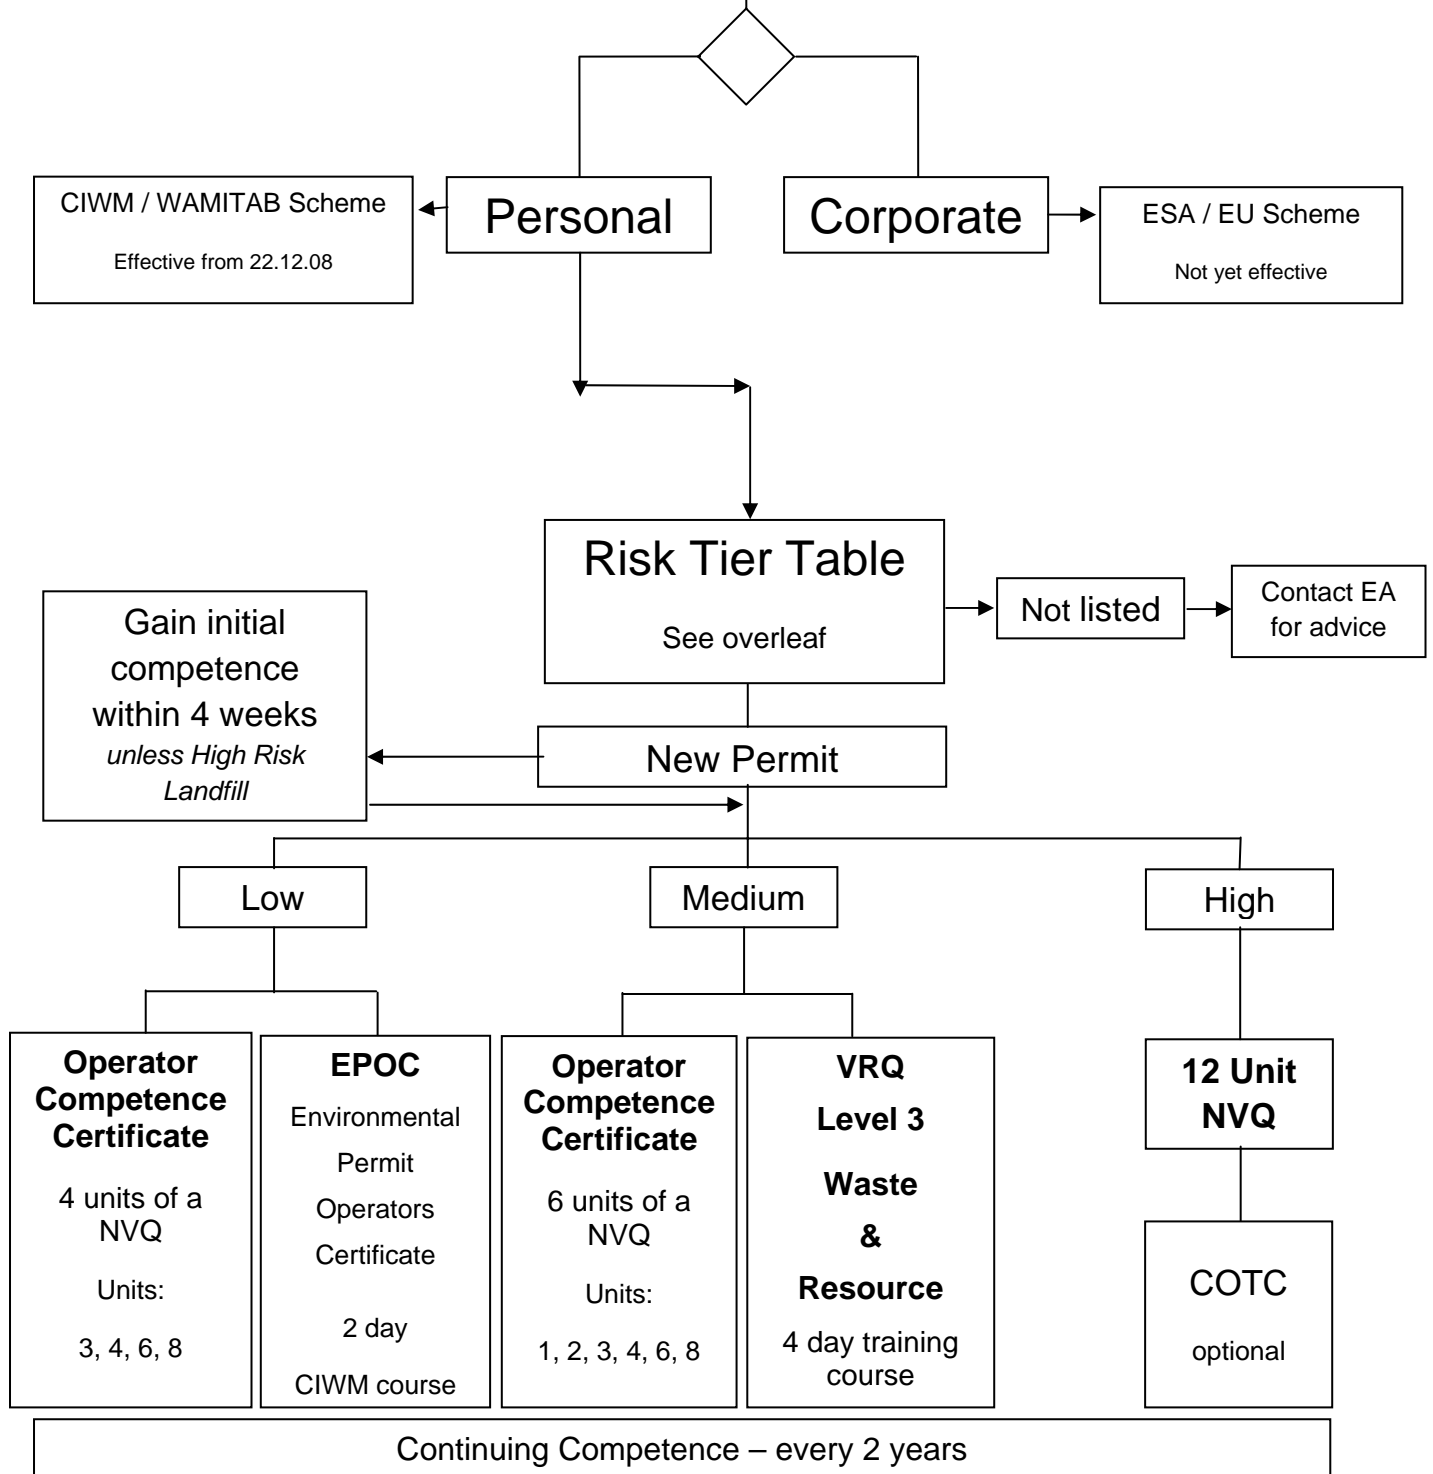 CIWM / WAMITAB Scheme
Effective from 22.12.08
Personal
Corporate
ESA / EU Scheme
Not yet effective
Risk Tier Table
See overleaf
Not listed
Contact EA
for advice
Gain initial
competence
within 4 weeks
unless High Risk
Landfill
New Permit
Low
Medium
High
Operator
Competence
Certificate
4 units of a
NVQ
Units:
3, 4, 6, 8
EPOC
Environmental
Permit
Operators
Certificate
2 day
CIWM course
Operator
Competence
Certificate
6 units of a
NVQ
Units:
1, 2, 3, 4, 6, 8
VRQ
Level 3
Waste
&
Resource
4 day training
course
12 Unit
NVQ
COTC
optional
Continuing Competence – every 2 years